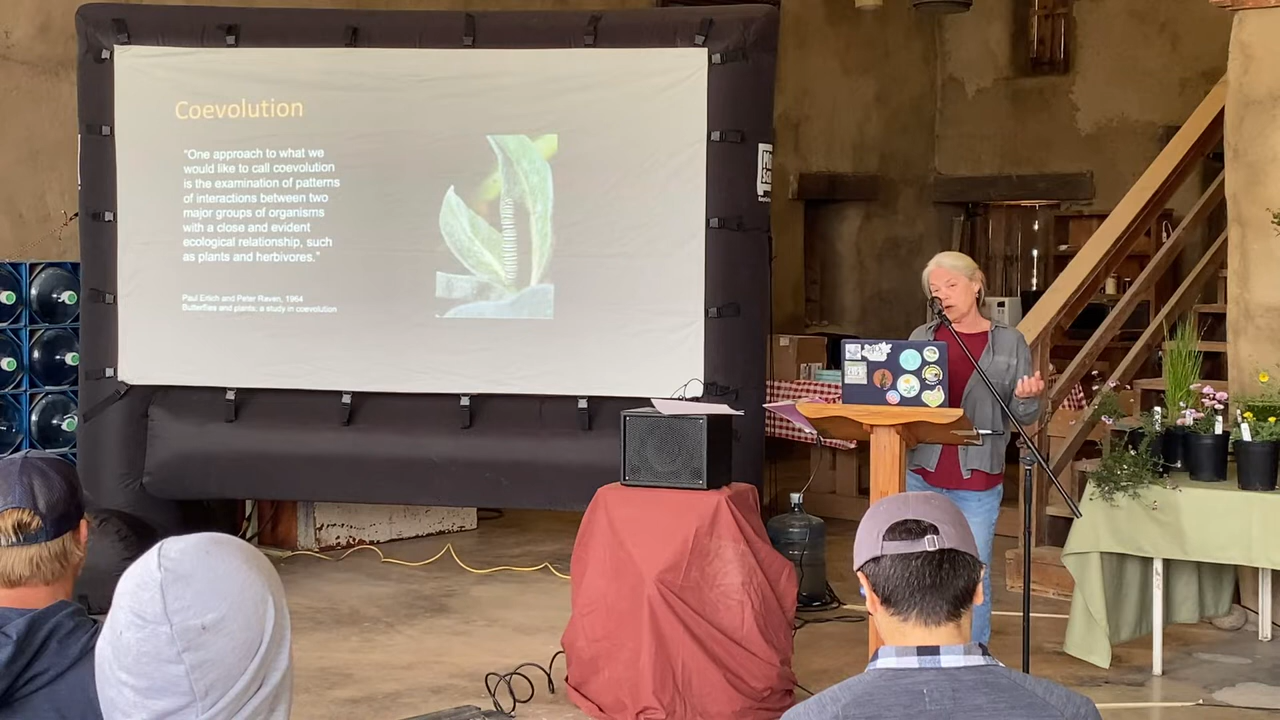 Coevolution
"One approach to what we
would like to call coevolution
is the examination of patterns
of interactions between two
major groups of organisms
with a close and evident
ecological relationship, such
as plants and herbivores."
Paul Erlich and Peter Raven, 1964
Butterflies and plants: a study in coevolution